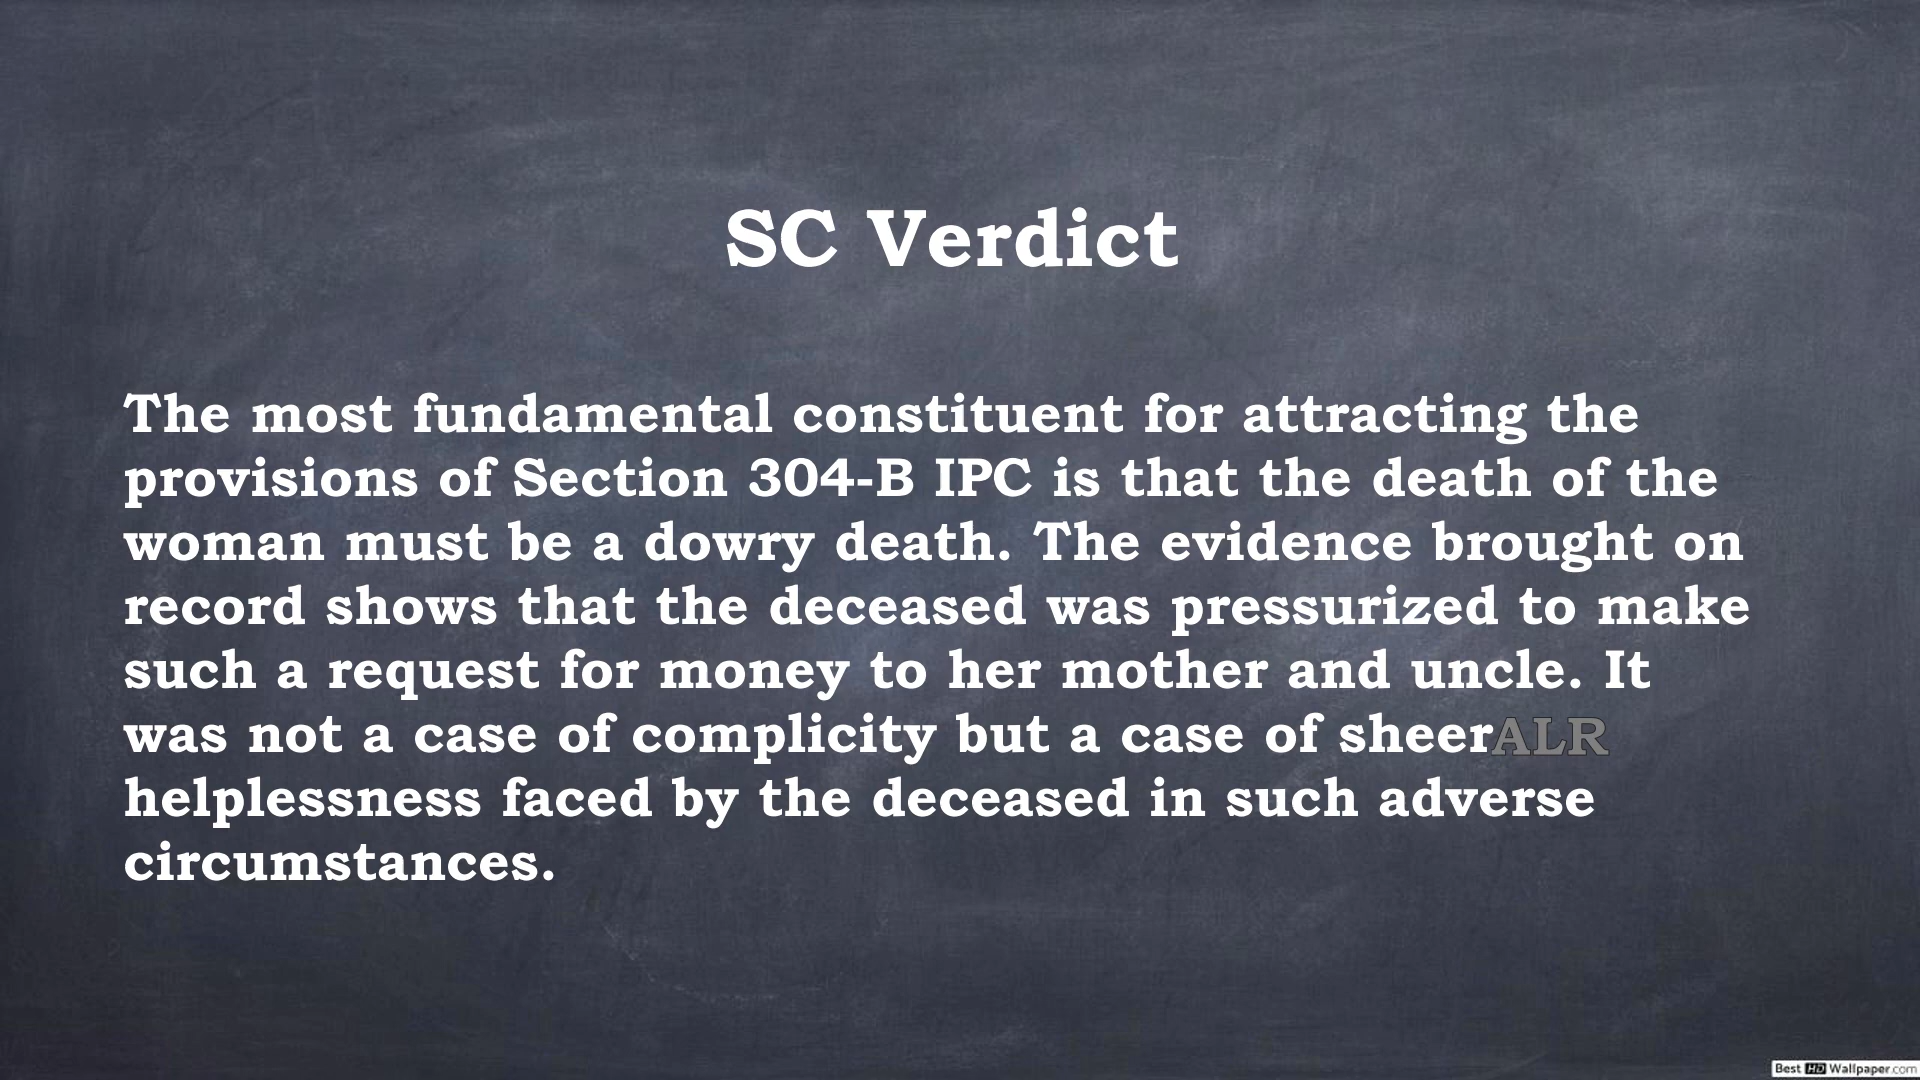 SC Verdict
The most fundamental constituent for attracting the
provisions of Section 304-B IPC is that the death of the
woman must be a dowry death. The evidence brought on
record shows that the deceased was pressurized to make
such a request for money to her mother and uncle. It
was not a case of complicity but a case of sheerALR
helplessness faced by the deceased in such adverse
circumstances.
Best HD Wallpaper.com